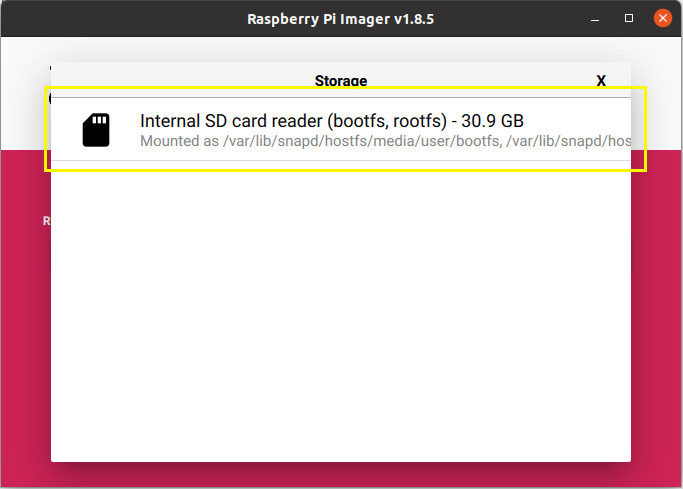 Raspberry Pi Imager v1.8.5
Storage
X
Internal SD card reader (bootfs, rootfs) - 30.9 GB
Mounted as /var/lib/snapd/hostfs/media/user/bootfs, /var/lib/snapd/hos
R